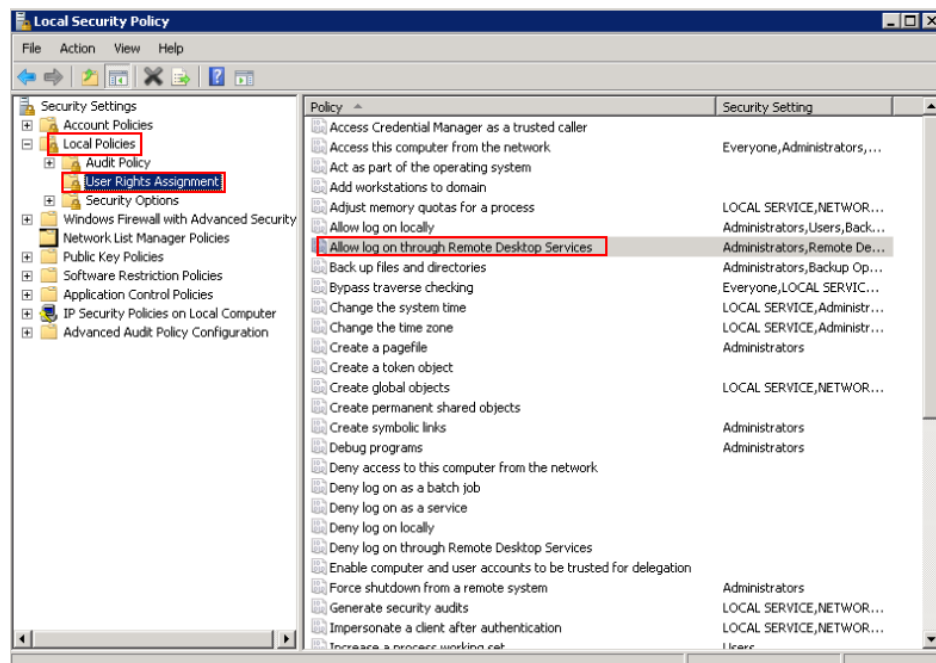 Local Security Policy
File Action View Help
Security Settings
Account Policies
Local Policies
Audit Policy
User Rights Assignment
Security Options
Windows Firewall with Advanced Security
Network List Manager Policies
Public Key Policies
Software Restriction Policies
Application Control Policies
IP Security Policies on Local Computer
Advanced Audit Policy Configuration
Policy Security Setting
Access Credential Manager as a trusted caller
Access this computer from the network Everyone,Administrators,...
Act as part of the operating system
Add workstations to domain
Adjust memory quotas for a process LOCAL SERVICE,NETWOR...
Allow log on locally Administrators,Users,Back...
Allow log on through Remote Desktop Services Administrators,Remote De...
Back up files and directories Administrators,Backup Op...
Bypass traverse checking Everyone,LOCAL SERVIC...
Change the system time LOCAL SERVICE,Administr...
Change the time zone LOCAL SERVICE,Administr...
Create a pagefile Administrators
Create a token object
Create global objects LOCAL SERVICE,NETWOR...
Create permanent shared objects
Create symbolic links Administrators
Debug programs Administrators
Deny access to this computer from the network
Deny log on as a batch job
Deny log on as a service
Deny log on locally
Deny log on through Remote Desktop Services
Enable computer and user accounts to be trusted for delegation
Force shutdown from a remote system Administrators
Generate security audits LOCAL SERVICE,NETWOR...
Impersonate a client after authentication LOCAL SERVICE,NETWOR...
Increase a process working set Users